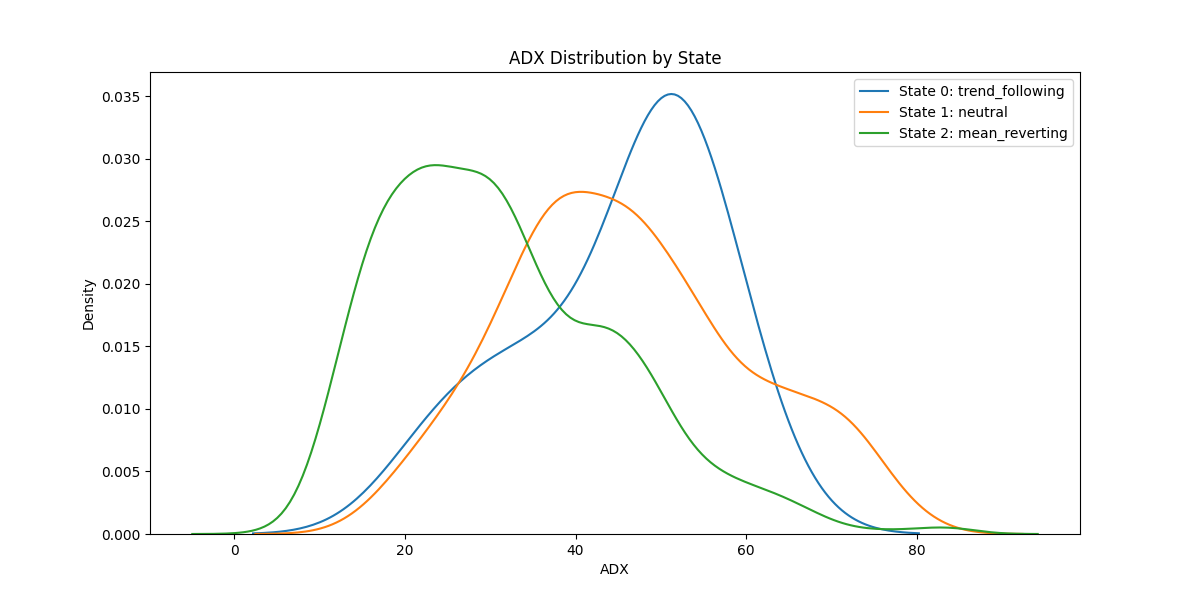 ADX Distribution by State
State 0: trend_following
State 1: neutral
State 2: mean_reverting
Density
0.035
0.030
0.025
0.020
0.015
0.010
0.005
0.000
0
20
40
60
80
ADX